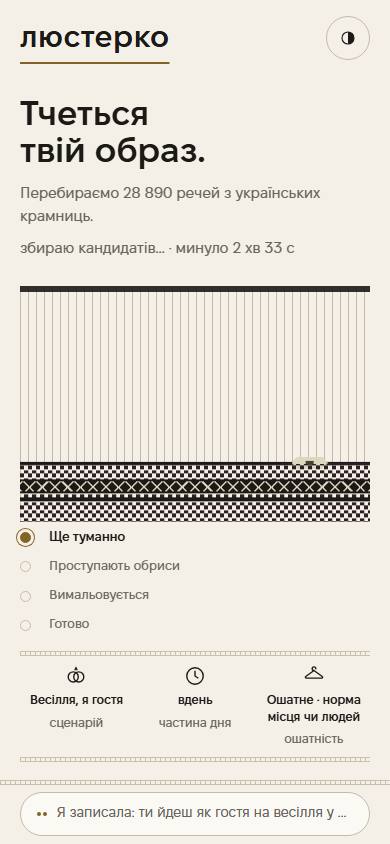 люстерко
Тчеться
твій образ.
Перебираємо 28 890 речей з українських
крамниць.
збираю кандидатів... · минуло 2 хв 33 с
Ще туманно
Проступають обриси
Вимальовується
Готово
Весілля, я гостя
сценарій
вдень
частина дня
Ошатне · норма
місця чи людей
ошатність
Я записала: ти йдеш як гостя на весілля у ...